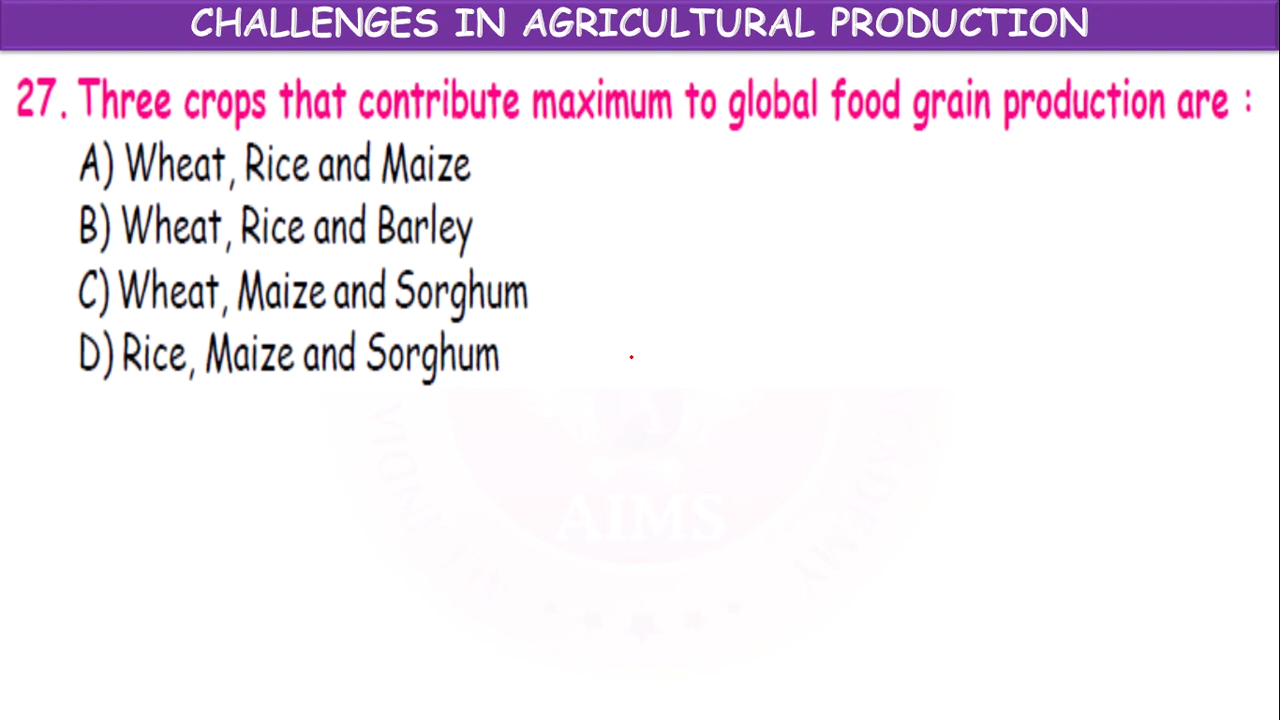 CHALLENGES IN AGRICULTURAL PRODUCTION
27. Three crops that contribute maximum to global food grain production are :
A) Wheat, Rice and Maize
B) Wheat, Rice and Barley
C) Wheat, Maize and Sorghum
D) Rice, Maize and Sorghum
AIMS